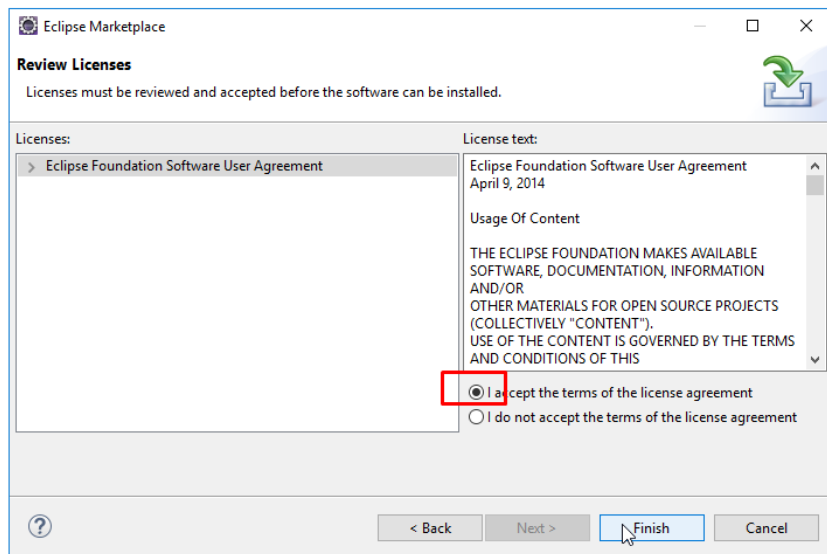 Eclipse Marketplace
Review Licenses
Licenses must be reviewed and accepted before the software can be installed.
Licenses:
Eclipse Foundation Software User Agreement
License text:
Eclipse Foundation Software User Agreement
April 9, 2014
Usage Of Content
THE ECLIPSE FOUNDATION MAKES AVAILABLE
SOFTWARE, DOCUMENTATION, INFORMATION
AND/OR
OTHER MATERIALS FOR OPEN SOURCE PROJECTS
(COLLECTIVELY "CONTENT").
USE OF THE CONTENT IS GOVERNED BY THE TERMS
AND CONDITIONS OF THIS
I accept the terms of the license agreement
I do not accept the terms of the license agreement
?
< Back
Next >
Finish
Cancel